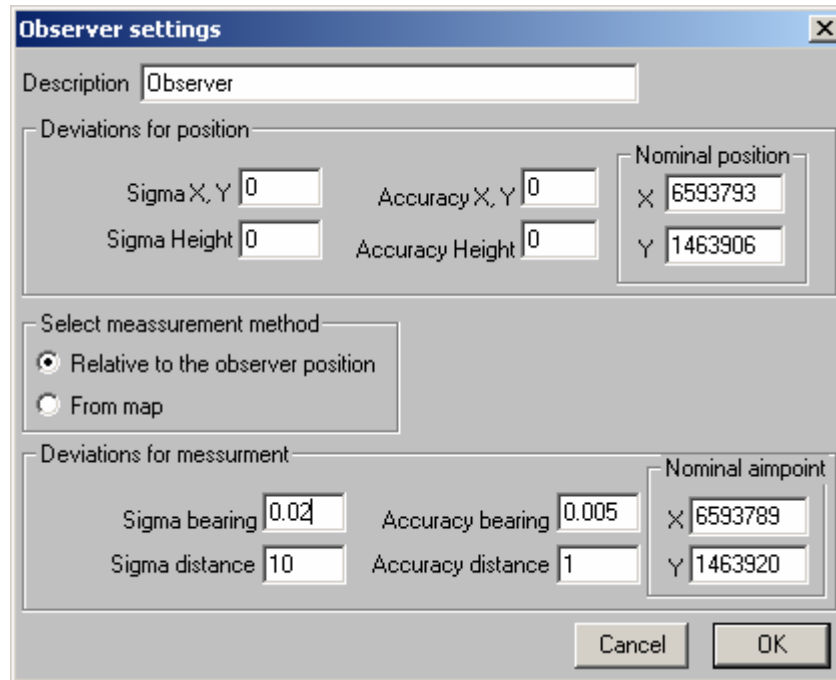 Observer settings
Description Observer
Deviations for position
Nominal position
Sigma X, Y 0 Accuracy X, Y 0 X 6593793
Sigma Height 0 Accuracy Height 0 Y 1463906
Select meassurement method
Relative to the observer position
From map
Deviations for messurment
Nominal aimpoint
Sigma bearing 0.02 Accuracy bearing 0.005 X 6593789
Sigma distance 10 Accuracy distance 1 Y 1463920
Cancel OK